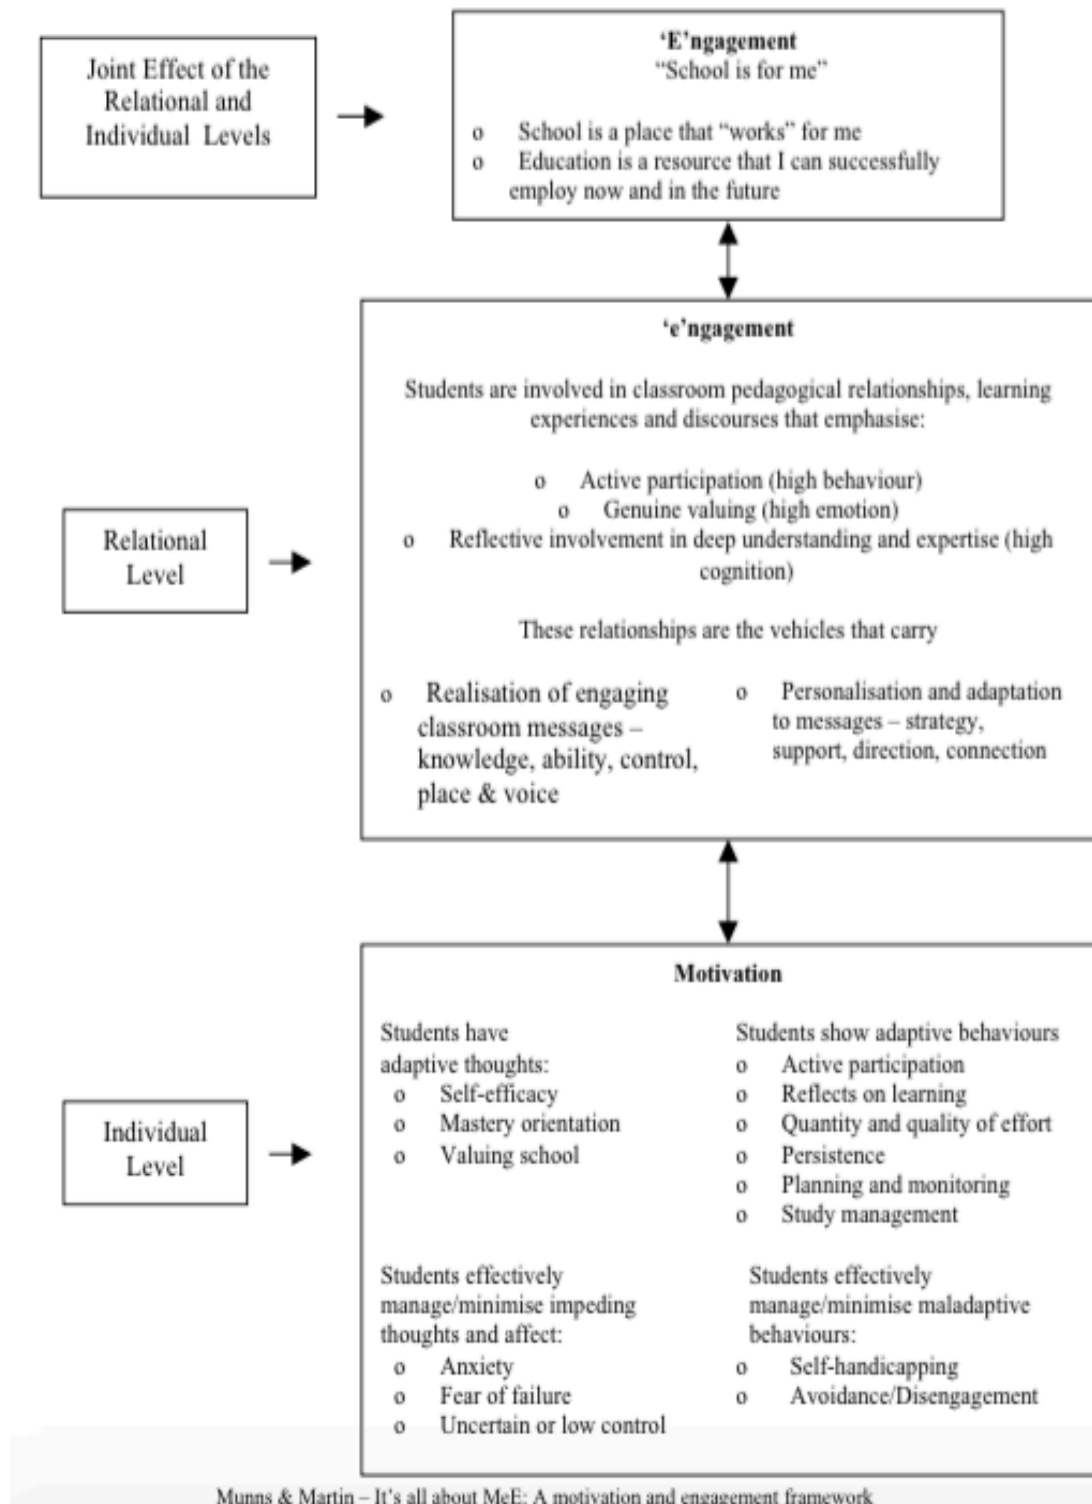 Joint Effect of the
Relational and
Individual Levels
‘E’ngagement
“School is for me”
o School is a place that “works” for me
o Education is a resource that I can successfully
employ now and in the future
‘e’ngagement
Students are involved in classroom pedagogical relationships, learning
experiences and discourses that emphasise:
o Active participation (high behaviour)
o Genuine valuing (high emotion)
o Reflective involvement in deep understanding and expertise (high
cognition)
Relational
Level
These relationships are the vehicles that carry
o Realisation of engaging
classroom messages –
knowledge, ability, control,
place & voice
o Personalisation and adaptation
to messages – strategy,
support, direction, connection
Motivation
Students have
adaptive thoughts:
o Self-efficacy
o Mastery orientation
o Valuing school
Students show adaptive behaviours
o Active participation
o Reflects on learning
o Quantity and quality of effort
o Persistence
o Planning and monitoring
o Study management
Individual
Level
Students effectively
manage/minimise impeding
thoughts and affect:
o Anxiety
o Fear of failure
o Uncertain or low control
Students effectively
manage/minimise maladaptive
behaviours:
o Self-handicapping
o Avoidance/Disengagement
Munns & Martin – It’s all about MeE: A motivation and engagement framework